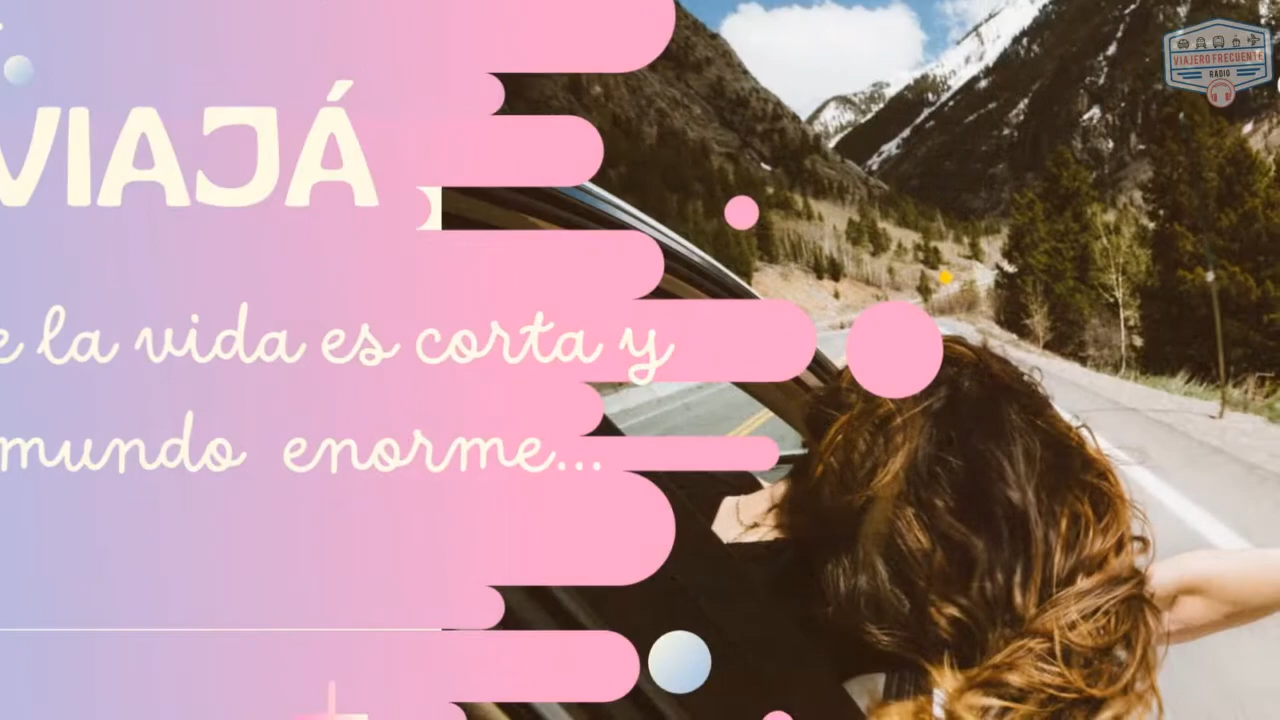 VIAJÁ
e la vida es corta y
mundo enorme...
VIAJERO FRECUENTE
RADIO